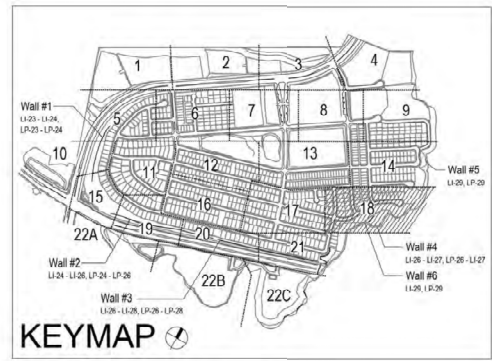 1
2
3
4
5
6
7
8
9
Wall #1
LI-23 - LI-24,
LP-23 - LP-24
10
11
12
13
14
Wall #5
LI-29, LP-29
15
16
17
18
19
20
21
22A
22B
22C
Wall #2
LI-24 - LI-26, LP-24 - LP-26
Wall #3
LI-26 - LI-28, LP-26 - LP-28
Wall #4
LI-26 - LI-27, LP-26 - LI-27
Wall #6
LI-29, LP-29
KEYMAP